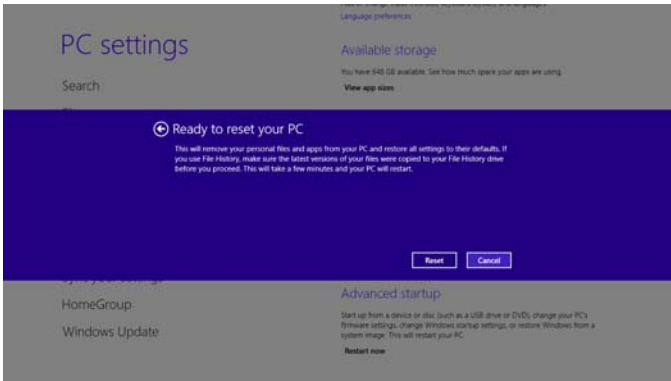 Language preferences
PC settings
Available storage
You have 648 GB available. See how much space your apps are using.
Search
View app sizes
Ready to reset your PC
This will remove your personal files and apps from your PC and restore all settings to their defaults. If
you use File History, make sure the latest versions of your files were copied to your File History drive
before you proceed. This will take a few minutes and your PC will restart.
Reset
Cancel
HomeGroup
Advanced startup
Start up from a device or disc (such as a USB drive or DVD), change your PC's
firmware settings, change Windows startup settings, or restore Windows from a
system image. This will restart your PC.
Windows Update
Restart now